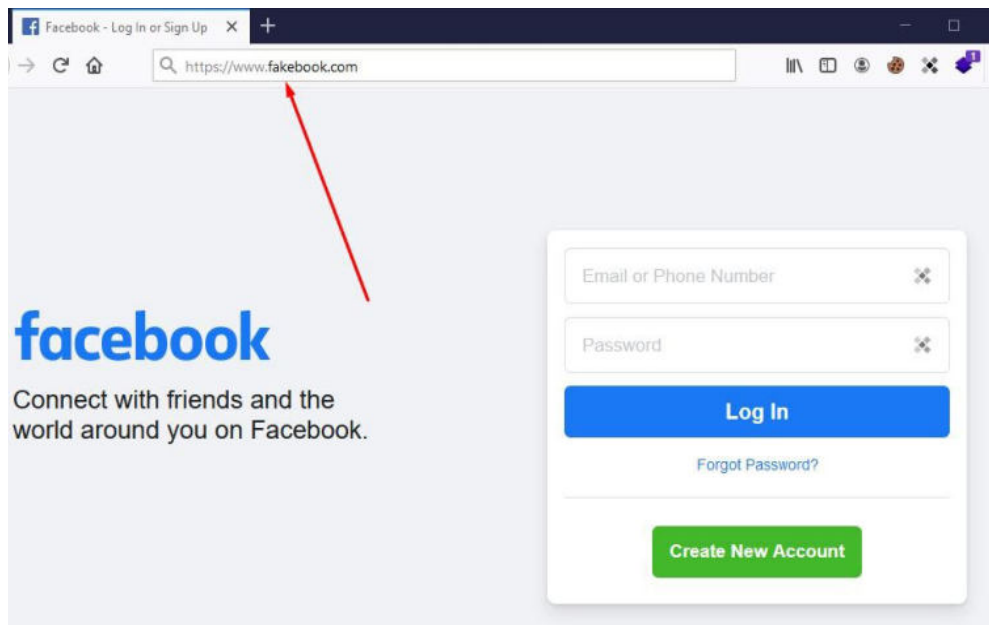 Facebook - Log In or Sign Up
https://www.fakebook.com
1
facebook
Connect with friends and the
world around you on Facebook.
Email or Phone Number
Password
Log In
Forgot Password?
Create New Account